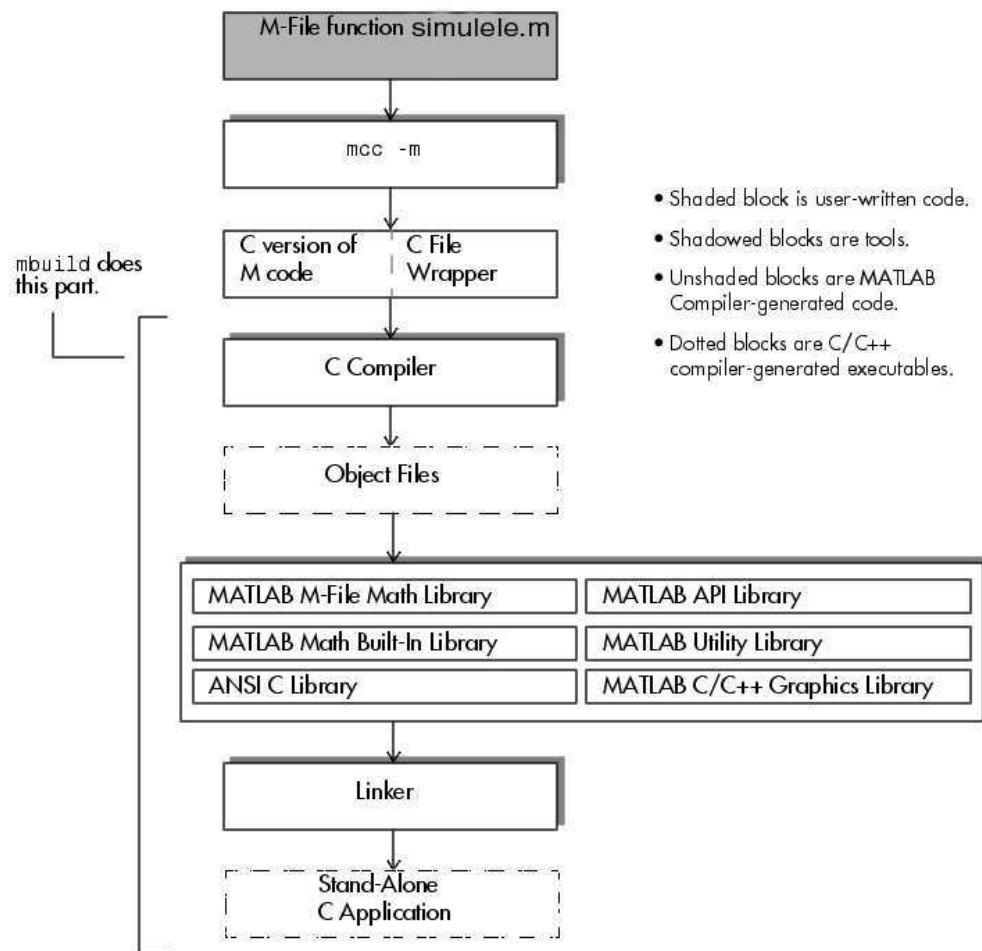 M-File function simulele.m
mcc -m
C version of
M code
C File
Wrapper
mbuild does
this part.
C Compiler
Object Files
MATLAB M-File Math Library
MATLAB API Library
MATLAB Math Built-In Library
MATLAB Utility Library
ANSI C Library
MATLAB C/C++ Graphics Library
Linker
Stand-Alone
C Application
• Shaded block is user-written code.
• Shadowed blocks are tools.
• Unshaded blocks are MATLAB
Compiler-generated code.
• Dotted blocks are C/C++
compiler-generated executables.